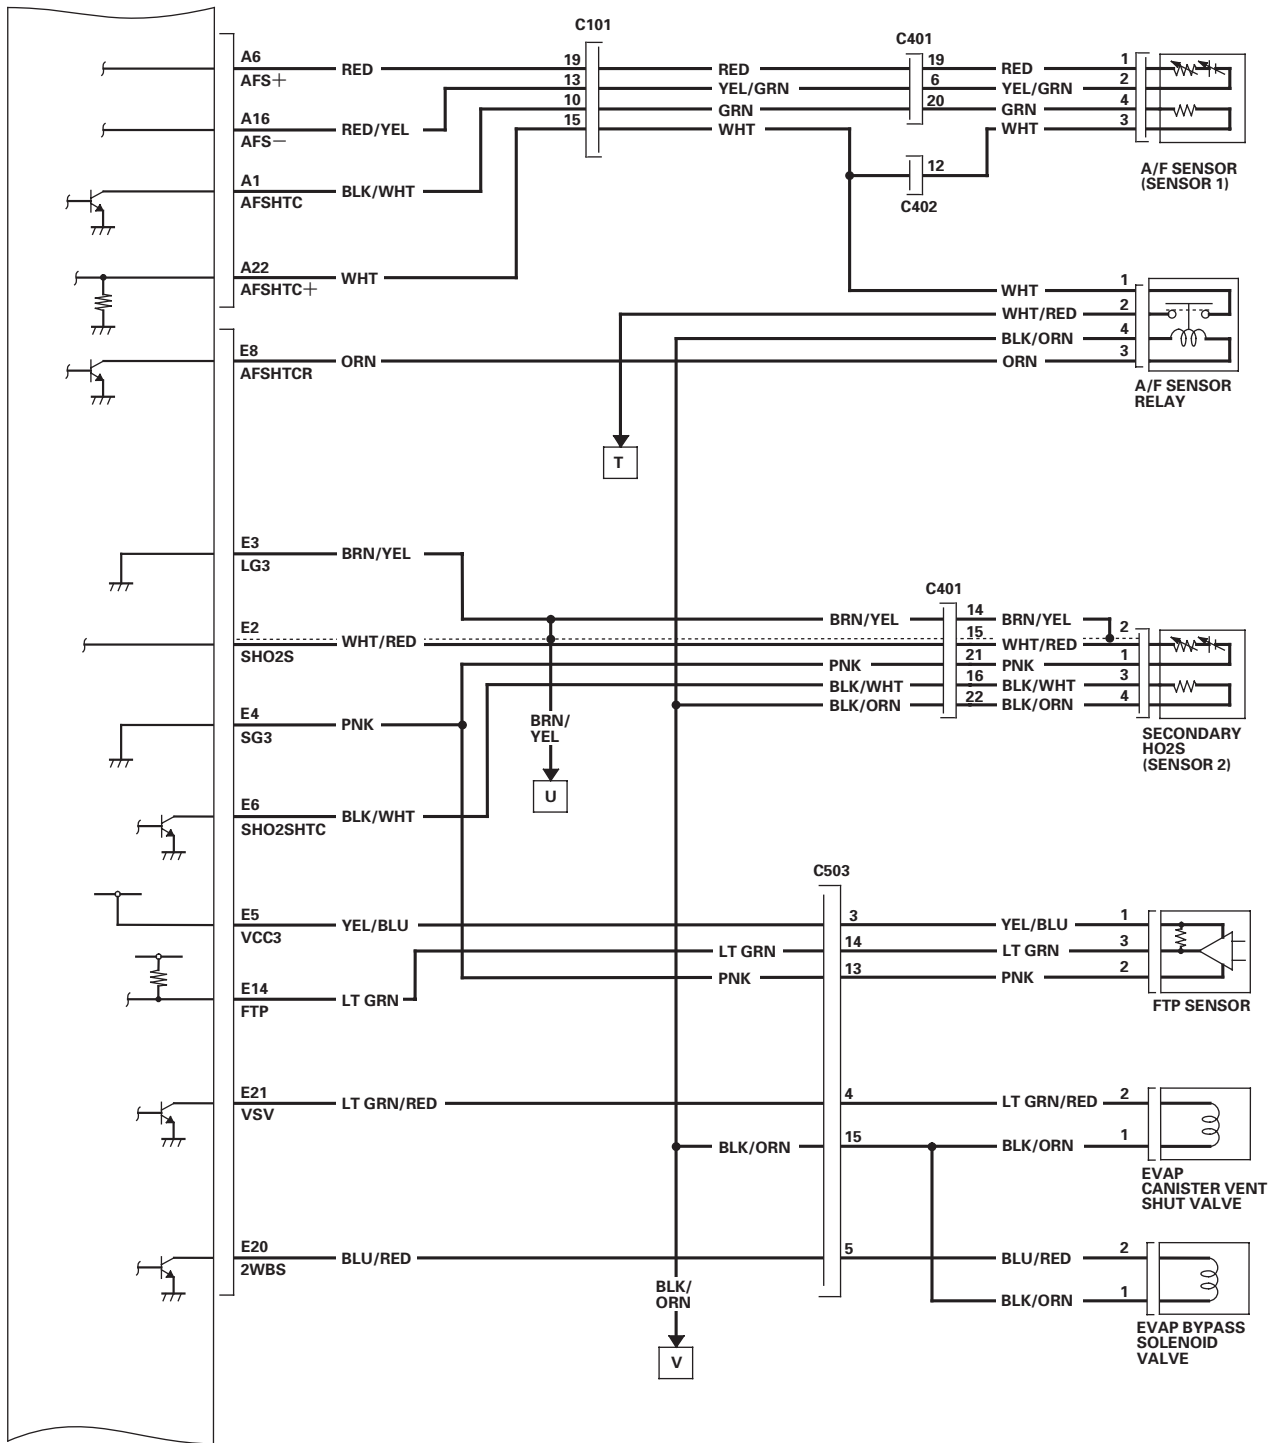 C101
C401
A6 RED 19 RED 19 RED 1
AFS+ 13 YEL/GRN 6 YEL/GRN 2
10 GRN 20 GRN 4
A16 RED/YEL 15 WHT WHT 3
AFS−
A/F SENSOR
(SENSOR 1)
12
C402
A1 BLK/WHT
AFSHTC
A22 WHT
AFSHTC+
WHT 1
WHT/RED 2
BLK/ORN 4
E8 ORN ORN 3
AFSHTCR
A/F SENSOR
RELAY
T
E3 BRN/YEL
LG3
C401
BRN/YEL 14 BRN/YEL
E2 WHT/RED 15 WHT/RED 2
SHO2S
PNK 21 PNK 1
BLK/WHT 16 BLK/WHT 3
BLK/ORN 22 BLK/ORN 4
E4 PNK
SG3
BRN/
YEL
SECONDARY
HO2S
(SENSOR 2)
U
E6 BLK/WHT
SHO2SHTC
C503
E5 YEL/BLU 3 YEL/BLU 1
VCC3
LT GRN 14 LT GRN 3
PNK 13 PNK 2
E14 LT GRN
FTP
FTP SENSOR
E21 LT GRN/RED 4 LT GRN/RED 2
VSV
BLK/ORN 15 BLK/ORN 1
EVAP
CANISTER VENT
SHUT VALVE
E20 BLU/RED 5 BLU/RED 2
2WBS
BLK/
ORN
BLK/ORN 1
EVAP BYPASS
SOLENOID
VALVE
V